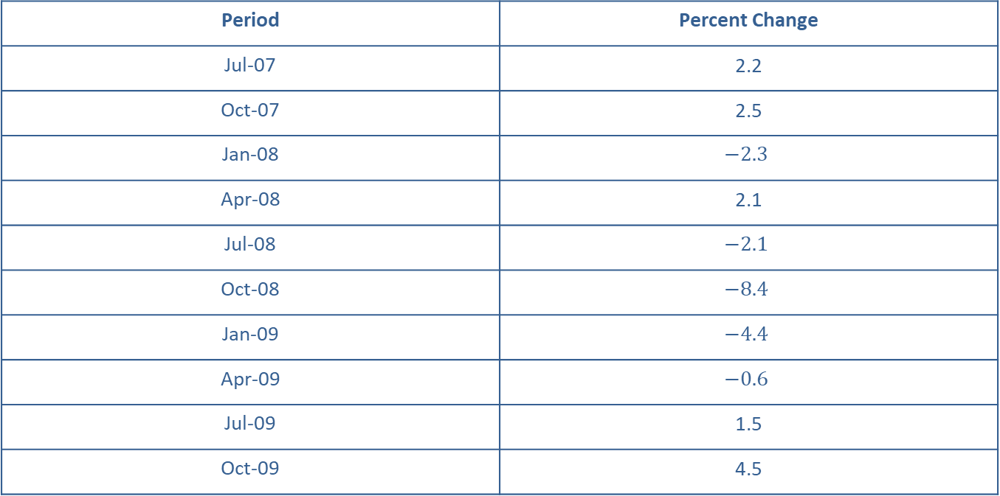 Period Percent Change
Jul-07 2.2
Oct-07 2.5
Jan-08 −2.3
Apr-08 2.1
Jul-08 −2.1
Oct-08 −8.4
Jan-09 −4.4
Apr-09 −0.6
Jul-09 1.5
Oct-09 4.5